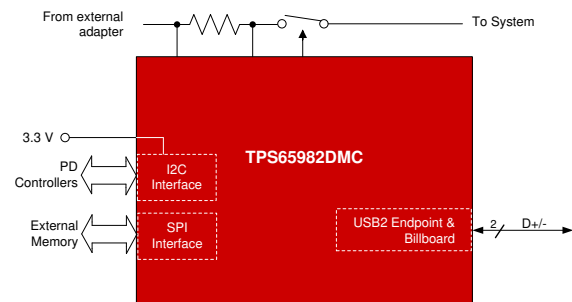 From external
adapter
To System
3.3 V
TPS65982DMC
PD
Controllers
I2C
Interface
External
Memory
SPI
Interface
USB2 Endpoint &
Billboard
2
D+/-